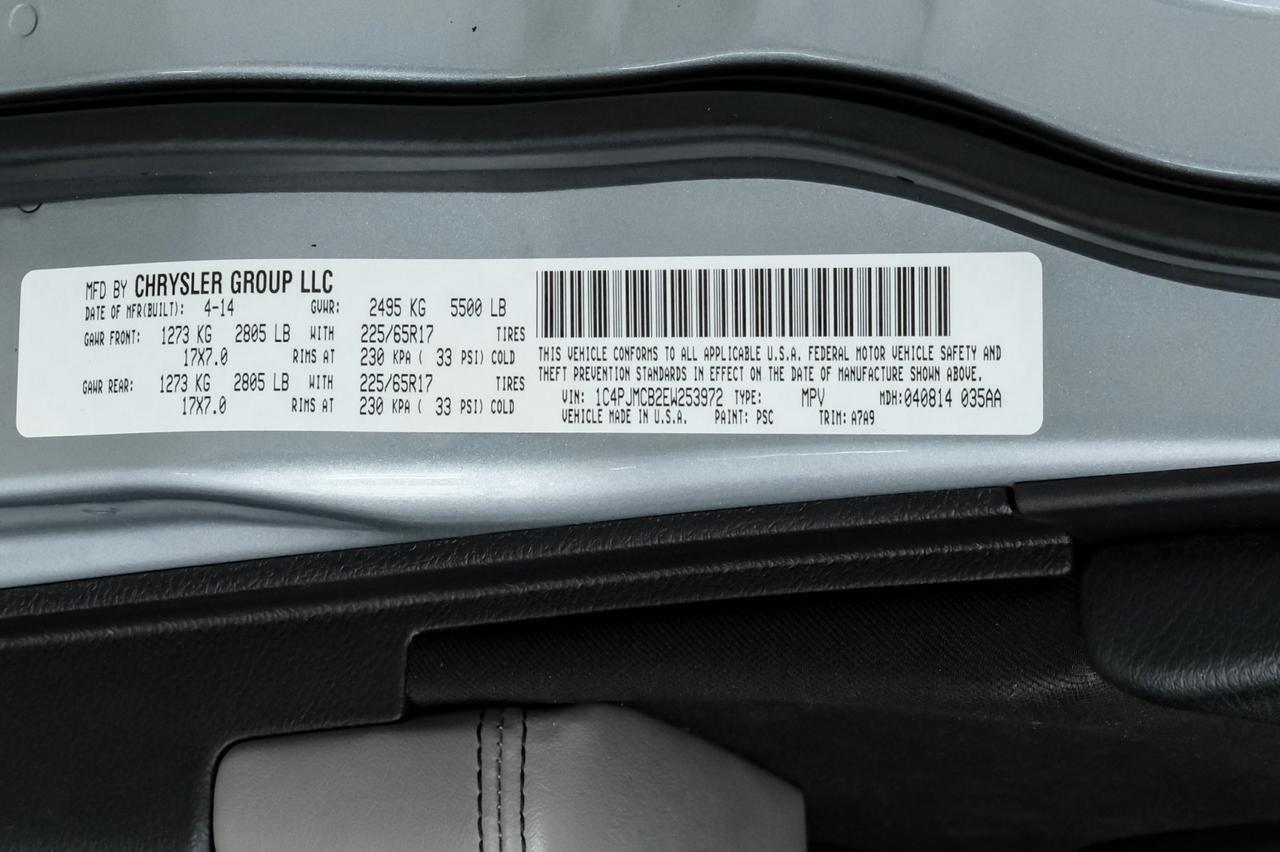 MFD BY CHRYSLER GROUP LLC
DATE OF MFR(BUILT): 4-14 GVWR: 2495 KG 5500 LB
GAWR FRONT: 1273 KG 2805 LB WITH 225/65R17 TIRES
17X7.0 RIMS AT 230 KPA ( 33 PSI) COLD
GAWR REAR: 1273 KG 2805 LB WITH 225/65R17 TIRES
17X7.0 RIMS AT 230 KPA ( 33 PSI) COLD
THIS VEHICLE CONFORMS TO ALL APPLICABLE U.S.A. FEDERAL MOTOR VEHICLE SAFETY AND
THEFT PREVENTION STANDARDS IN EFFECT ON THE DATE OF MANUFACTURE SHOWN ABOVE.
VIN: 1C4PJMCB2EW253972 TYPE: MPV MDH:040814 035AA
VEHICLE MADE IN U.S.A. PAINT: PSC TRIM: A7A9